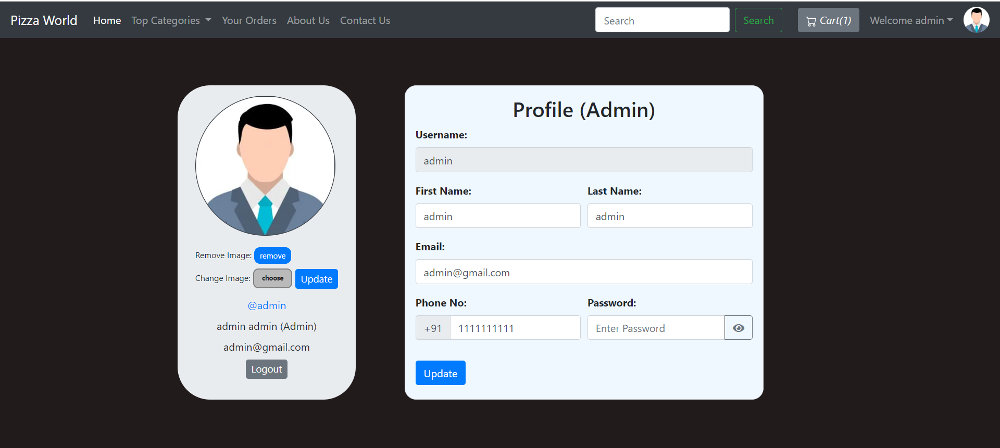 Pizza World Home Top Categories Your Orders About Us Contact Us Search Search Cart(1) Welcome admin
Remove Image: remove
Change Image: choose Update
@admin
admin admin (Admin)
admin@gmail.com
Logout
Profile (Admin)
Username:
admin
First Name: Last Name:
admin admin
Email:
admin@gmail.com
Phone No: Password:
+91 1111111111 Enter Password
Update